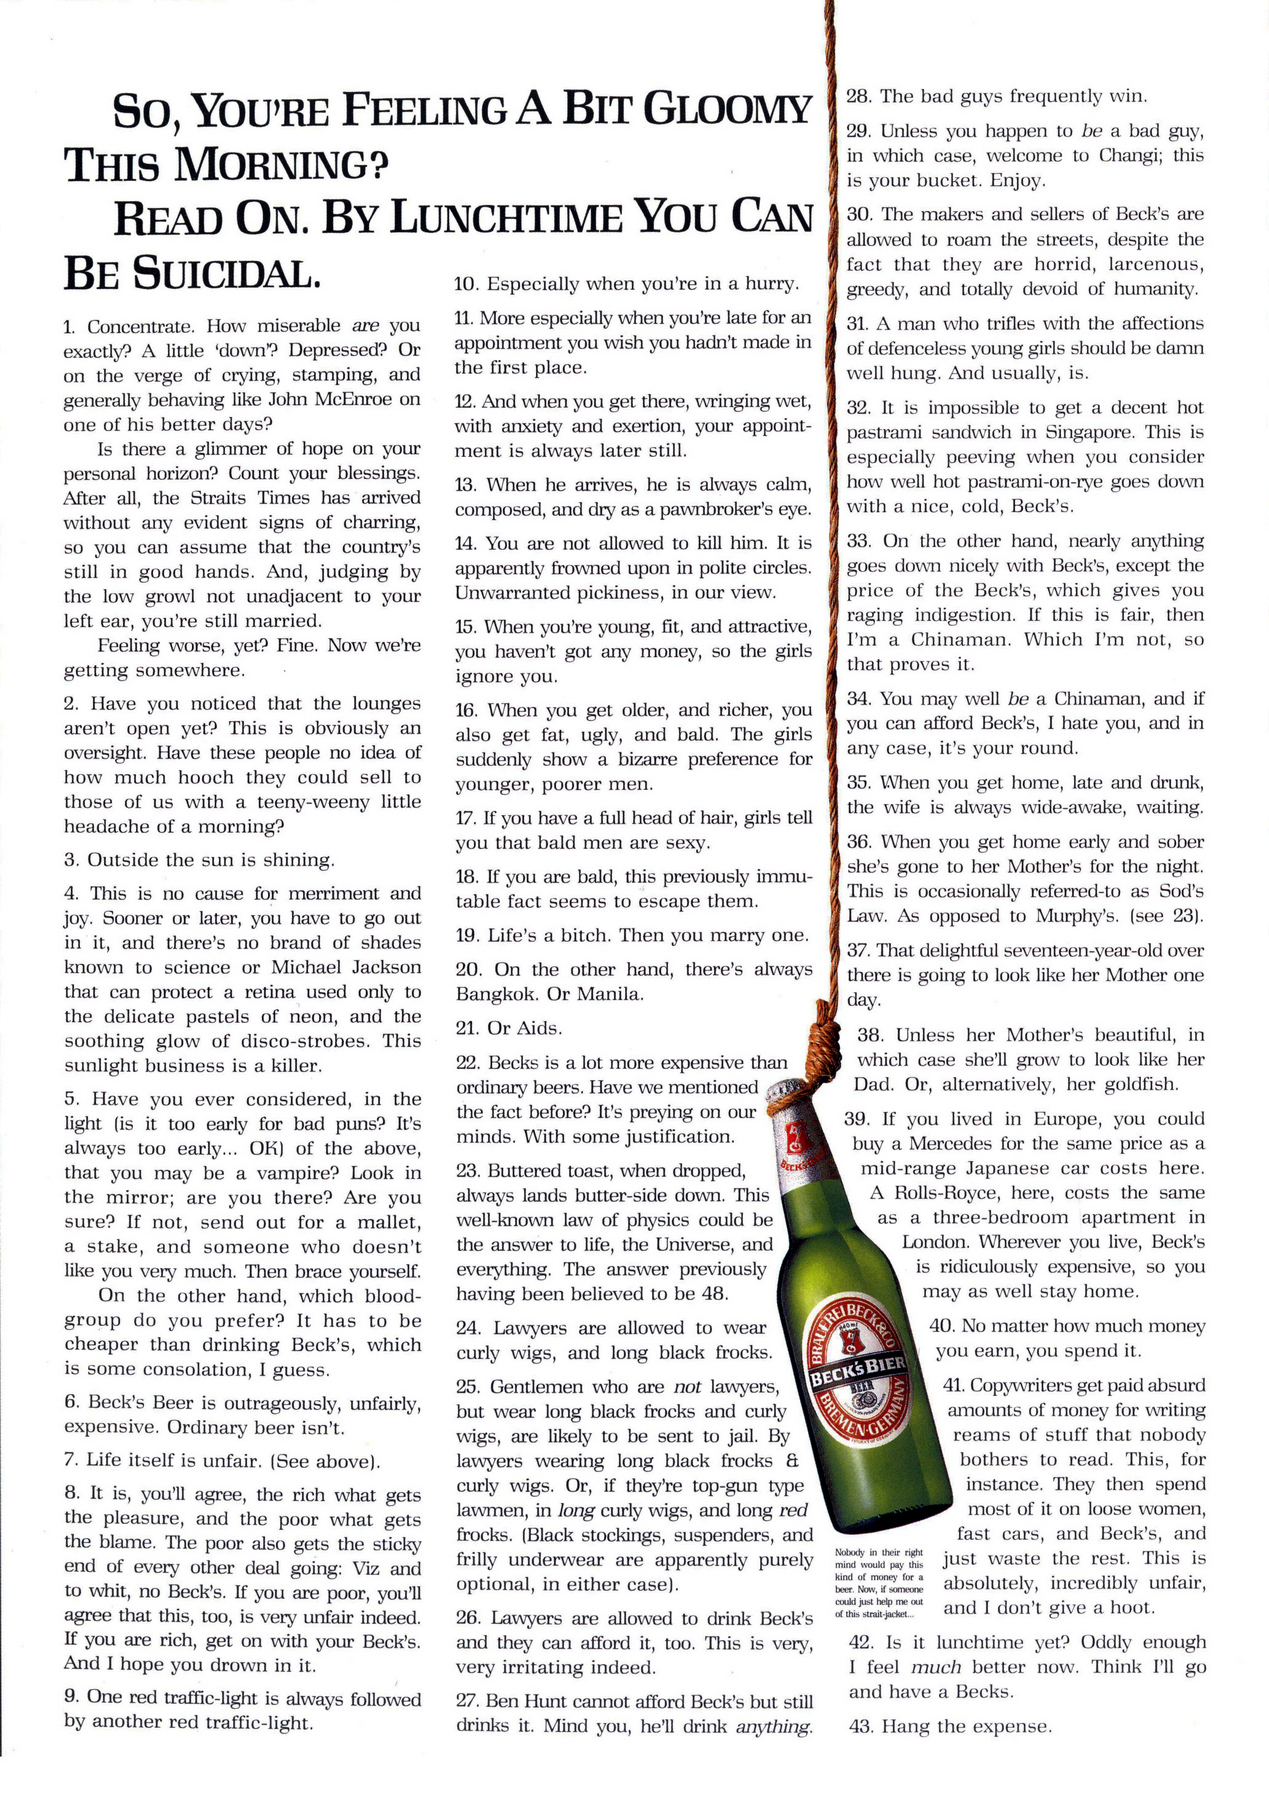 SO, YOU'RE FEELING A BIT GLOOMY
THIS MORNING?
READ ON. BY LUNCHTIME YOU CAN
BE SUICIDAL.
1. Concentrate. How miserable are you
exactly? A little 'down'? Depressed? Or
on the verge of crying, stamping, and
generally behaving like John McEnroe on
one of his better days?
Is there a glimmer of hope on your
personal horizon? Count your blessings.
After all, the Straits Times has arrived
without any evident signs of charring,
so you can assume that the country's
still in good hands. And, judging by
the low growl not unadjacent to your
left ear, you're still married.
Feeling worse, yet? Fine. Now we're
getting somewhere.
2. Have you noticed that the lounges
aren't open yet? This is obviously an
oversight. Have these people no idea of
how much hooch they could sell to
those of us with a teeny-weeny little
headache of a morning?
3. Outside the sun is shining.
4. This is no cause for merriment and
joy. Sooner or later, you have to go out
in it, and there's no brand of shades
known to science or Michael Jackson
that can protect a retina used only to
the delicate pastels of neon, and the
soothing glow of disco-strobes. This
sunlight business is a killer.
5. Have you ever considered, in the
light (is it too early for bad puns? It's
always too early... OK) of the above,
that you may be a vampire? Look in
the mirror; are you there? Are you
sure? If not, send out for a mallet,
a stake, and someone who doesn't
like you very much. Then brace yourself.
On the other hand, which blood-
group do you prefer? It has to be
cheaper than drinking Beck's, which
is some consolation, I guess.
6. Beck's Beer is outrageously, unfairly,
expensive. Ordinary beer isn't.
7. Life itself is unfair. (See above).
8. It is, you'll agree, the rich what gets
the pleasure, and the poor what gets
the blame. The poor also gets the sticky
end of every other deal going: Viz and
to whit, no Beck's. If you are poor, you'll
agree that this, too, is very unfair indeed.
If you are rich, get on with your Beck's.
And I hope you drown in it.
9. One red traffic-light is always followed
by another red traffic-light.
10. Especially when you're in a hurry.
11. More especially when you're late for an
appointment you wish you hadn't made in
the first place.
12. And when you get there, wringing wet,
with anxiety and exertion, your appoint-
ment is always later still.
13. When he arrives, he is always calm,
composed, and dry as a pawnbroker's eye.
14. You are not allowed to kill him. It is
apparently frowned upon in polite circles.
Unwarranted pickiness, in our view.
15. When you're young, fit, and attractive,
you haven't got any money, so the girls
ignore you.
16. When you get older, and richer, you
also get fat, ugly, and bald. The girls
suddenly show a bizarre preference for
younger, poorer men.
17. If you have a full head of hair, girls tell
you that bald men are sexy.
18. If you are bald, this previously immu-
table fact seems to escape them.
19. Life's a bitch. Then you marry one.
20. On the other hand, there's always
Bangkok. Or Manila.
21. Or Aids.
22. Becks is a lot more expensive than
ordinary beers. Have we mentioned
the fact before? It's preying on our
minds. With some justification.
23. Buttered toast, when dropped,
always lands butter-side down. This
well-known law of physics could be
the answer to life, the Universe, and
everything. The answer previously
having been believed to be 48.
24. Lawyers are allowed to wear
curly wigs, and long black frocks.
25. Gentlemen who are not lawyers,
but wear long black frocks and curly
wigs, are likely to be sent to jail. By
lawyers wearing long black frocks &
curly wigs. Or, if they're top-gun type
lawmen, in long curly wigs, and long red
frocks. (Black stockings, suspenders, and
frilly underwear are apparently purely
optional, in either case).
26. Lawyers are allowed to drink Beck's
and they can afford it, too. This is very,
very irritating indeed.
27. Ben Hunt cannot afford Beck's but still
drinks it. Mind you, he'll drink anything.
28. The bad guys frequently win.
29. Unless you happen to be a bad guy,
in which case, welcome to Changi; this
is your bucket. Enjoy.
30. The makers and sellers of Beck's are
allowed to roam the streets, despite the
fact that they are horrid, larcenous,
greedy, and totally devoid of humanity.
31. A man who trifles with the affections
of defenceless young girls should be damn
well hung. And usually, is.
32. It is impossible to get a decent hot
pastrami sandwich in Singapore. This is
especially peeving when you consider
how well hot pastrami-on-rye goes down
with a nice, cold, Beck's.
33. On the other hand, nearly anything
goes down nicely with Beck's, except the
price of the Beck's, which gives you
raging indigestion. If this is fair, then
I'm a Chinaman. Which I'm not, so
that proves it.
34. You may well be a Chinaman, and if
you can afford Beck's, I hate you, and in
any case, it's your round.
35. When you get home, late and drunk,
the wife is always wide-awake, waiting.
36. When you get home early and sober
she's gone to her Mother's for the night.
This is occasionally referred-to as Sod's
Law. As opposed to Murphy's. (see 23).
37. That delightful seventeen-year-old over
there is going to look like her Mother one
day.
38. Unless her Mother's beautiful, in
which case she'll grow to look like her
Dad. Or, alternatively, her goldfish.
39. If you lived in Europe, you could
buy a Mercedes for the same price as a
mid-range Japanese car costs here.
A Rolls-Royce, here, costs the same
as a three-bedroom apartment in
London. Wherever you live, Beck's
is ridiculously expensive, so you
may as well stay home.
40. No matter how much money
you earn, you spend it.
41. Copywriters get paid absurd
amounts of money for writing
reams of stuff that nobody
bothers to read. This, for
instance. They then spend
most of it on loose women,
fast cars, and Beck's, and
just waste the rest. This is
absolutely, incredibly unfair,
and I don't give a hoot.
42. Is it lunchtime yet? Oddly enough
I feel much better now. Think I'll go
and have a Becks.
43. Hang the expense.
BRAUEREI BECK & CO
640ml
BECK'S BIER
BEER
BREMEN-GERMANY
Nobody in their right
mind would pay this
kind of money for a
beer. Now, if someone
could just help me out
of this strait-jacket...